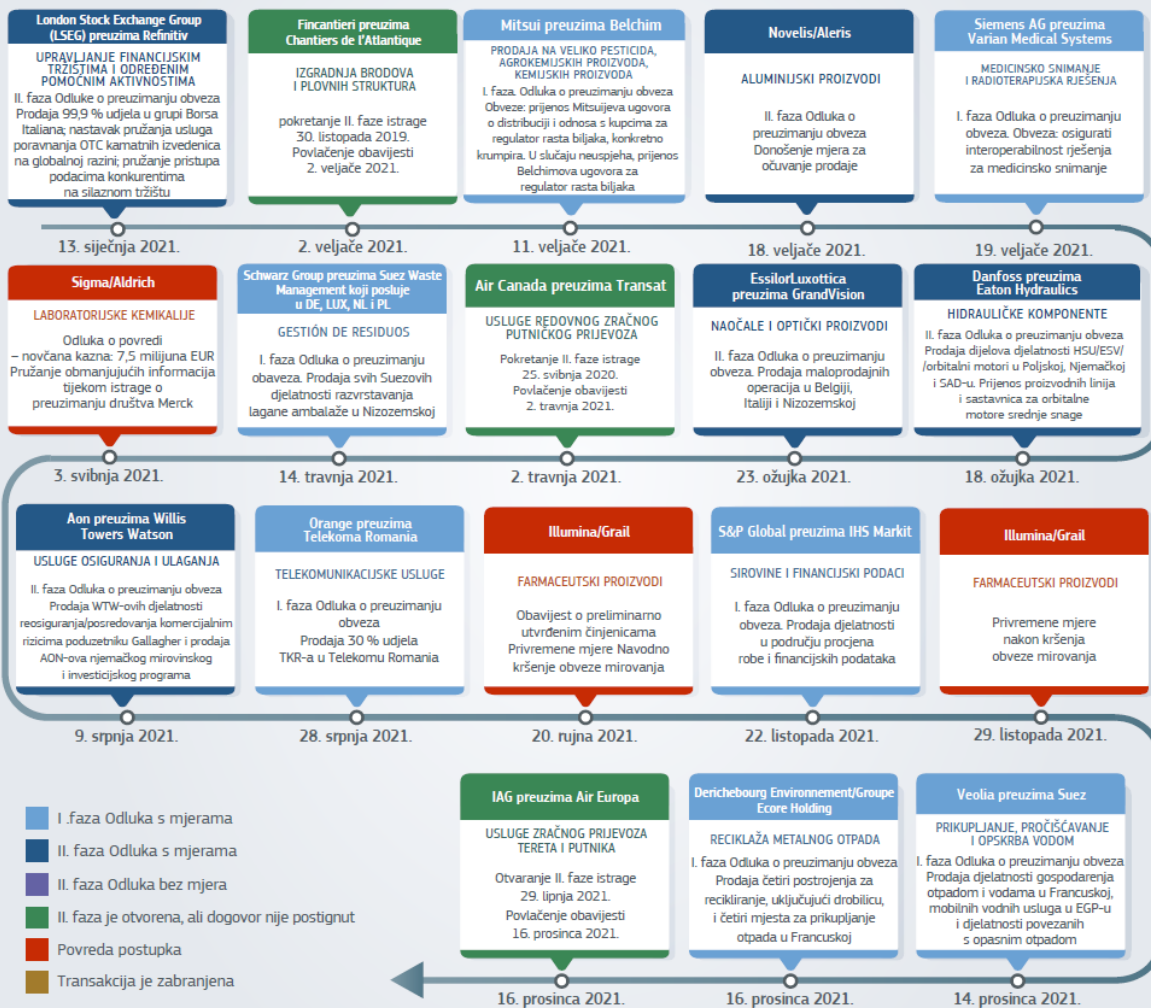 London Stock Exchange Group
(LSEG) preuzima Refinitiv
UPRAVLJANJE FINANCIJSKIM
TRŽIŠTIMA I ODREĐENIM
POMOĆNIM AKTIVNOSTIMA
II. faza Odluke o preuzimanju obveza
Prodaja 99,9 % udjela u grupi Borsa
Italiana; nastavak pružanja usluga
poravnanja OTC kamatnih izvedenica
na globalnoj razini; pružanje pristupa
podacima konkurentima
na silaznom tržištu
13. siječnja 2021.
Fincantieri preuzima
Chantiers de l'Atlantique
IZGRADNJA BRODOVA
I PLOVNIH STRUKTURA
pokretanje II. faze istrage
30. listopada 2019.
Povlačenje obavijesti
2. veljače 2021.
2. veljače 2021.
Mitsui preuzima Belchim
PRODAJA NA VELIKO PESTICIDA,
AGROKEMIJSKIH PROIZVODA,
KEMIJSKIH PROIZVODA
I. faza. Odluka o preuzimanju obveza
Obveze: prijenos Mitsuijeva ugovora
o distribuciji i odnosa s kupcima za
regulator rasta biljaka, konkretno
krumpira. U slučaju neuspjeha, prijenos
Belchimova ugovora za
regulator rasta biljaka
11. veljače 2021.
Novelis/Aleris
ALUMINIJSKI PROIZVODI
II. faza Odluka o
preuzimanju obveza
Donošenje mjera za
očuvanje prodaje
18. veljače 2021.
Siemens AG preuzima
Varian Medical Systems
MEDICINSKO SNIMANJE
I RADIOTERAPIJSKA RJEŠENJA
I. faza Odluka o preuzimanju
obveza. Obveza: osigurati
interoperabilnost rješenja
za medicinsko snimanje
19. veljače 2021.
Sigma/Aldrich
LABORATORIJSKE KEMIKALIJE
Odluka o povredi
– novčana kazna: 7,5 milijuna EUR
Pružanje obmanjujućih informacija
tijekom istrage o
preuzimanju društva Merck
3. svibnja 2021.
Schwarz Group preuzima Suez Waste
Management koji posluje
u DE, LUX, NL i PL
GESTIÓN DE RESIDUOS
I. faza Odluka o preuzimanju
obaveza. Prodaja svih Suezovih
djelatnosti razvrstavanja
lagane ambalaže u Nizozemskoj
14. travnja 2021.
Air Canada preuzima Transat
USLUGE REDOVNOG ZRAČNOG
PUTNIČKOG PRIJEVOZA
Pokretanje II. faze istrage
25. svibnja 2020.
Povlačenje obavijesti
2. travnja 2021.
2. travnja 2021.
EssilorLuxottica
preuzima GrandVision
NAOČALE I OPTIČKI PROIZVODI
II. faza Odluka o preuzimanju
obveza. Prodaja maloprodajnih
operacija u Belgiji,
Italiji i Nizozemskoj
23. ožujka 2021.
Danfoss preuzima
Eaton Hydraulics
HIDRAULIČKE KOMPONENTE
II. faza Odluka o preuzimanju obveza
Prodaja dijelova djelatnosti HSU/ESV/
/orbitalni motori u Poljskoj, Njemačkoj
i SAD-u. Prijenos proizvodnih linija
i sastavnica za orbitalne
motore srednje snage
18. ožujka 2021.
Aon preuzima Willis
Towers Watson
USLUGE OSIGURANJA I ULAGANJA
II. faza Odluka o preuzimanju obveza
Prodaja WTW-ovih djelatnosti
reosiguranja/posredovanja komercijalnim
rizicima poduzetniku Gallagher i prodaja
AON-ova njemačkog mirovinskog
i investicijskog programa
9. srpnja 2021.
Orange preuzima
Telekoma Romania
TELEKOMUNIKACIJSKE USLUGE
I. faza Odluka o preuzimanju
obveza
Prodaja 30 % udjela
TKR-a u Telekomu Romania
28. srpnja 2021.
Illumina/Grail
FARMACEUTSKI PROIZVODI
Obavijest o preliminarno
utvrđenim činjenicama
Privremene mjere Navodno
kršenje obveze mirovanja
20. rujna 2021.
S&P Global preuzima IHS Markit
SIROVINE I FINANCIJSKI PODACI
I. faza Odluka o preuzimanju
obveza. Prodaja djelatnosti
u području procjena
robe i financijskih podataka
22. listopada 2021.
Illumina/Grail
FARMACEUTSKI PROIZVODI
Privremene mjere
nakon kršenja
obveze mirovanja
29. listopada 2021.
IAG preuzima Air Europa
USLUGE ZRAČNOG PRIJEVOZA
TERETA I PUTNIKA
Otvaranje II. faze istrage
29. lipnja 2021.
Povlačenje obavijesti
16. prosinca 2021.
16. prosinca 2021.
Derichebourg Environnement/Groupe
Ecore Holding
RECIKLAŽA METALNOG OTPADA
I. faza Odluka o preuzimanju obveza
Prodaja četiri postrojenja za
recikliranje, uključujući drobilicu,
i četiri mjesta za prikupljanje
otpada u Francuskoj
16. prosinca 2021.
Veolia preuzima Suez
PRIKUPLJANJE, PROČIŠĆAVANJE
I OPSKRBA VODOM
I. faza Odluka o preuzimanju obveza
Prodaja djelatnosti gospodarenja
otpadom i vodama u Francuskoj,
mobilnih vodnih usluga u EGP-u
i djelatnosti povezanih
s opasnim otpadom
14. prosinca 2021.
I .faza Odluka s mjerama
II. faza Odluka s mjerama
II. faza Odluka bez mjera
II. faza je otvorena, ali dogovor nije postignut
Povreda postupka
Transakcija je zabranjena